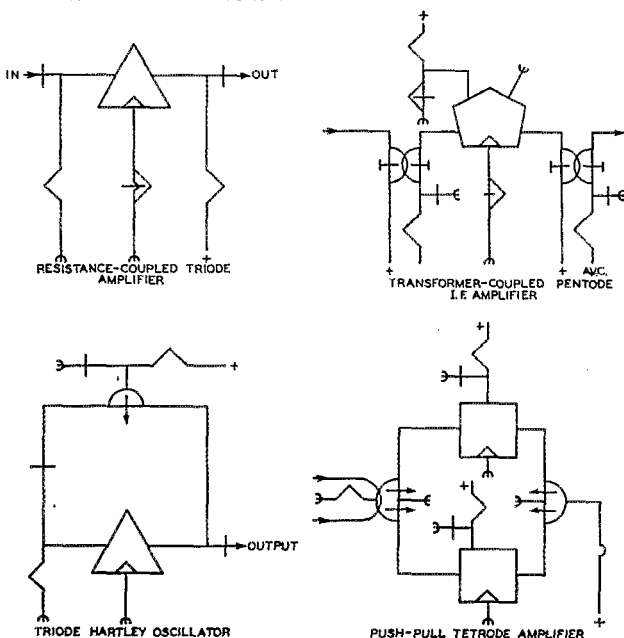 IN
OUT
RESISTANCE-COUPLED TRIODE
AMPLIFIER
+
+
+
+
A.V.C.
TRANSFORMER-COUPLED PENTODE
I.F. AMPLIFIER
+
OUTPUT
TRIODE HARTLEY OSCILLATOR
+
+
+
PUSH-PULL TETRODE AMPLIFIER